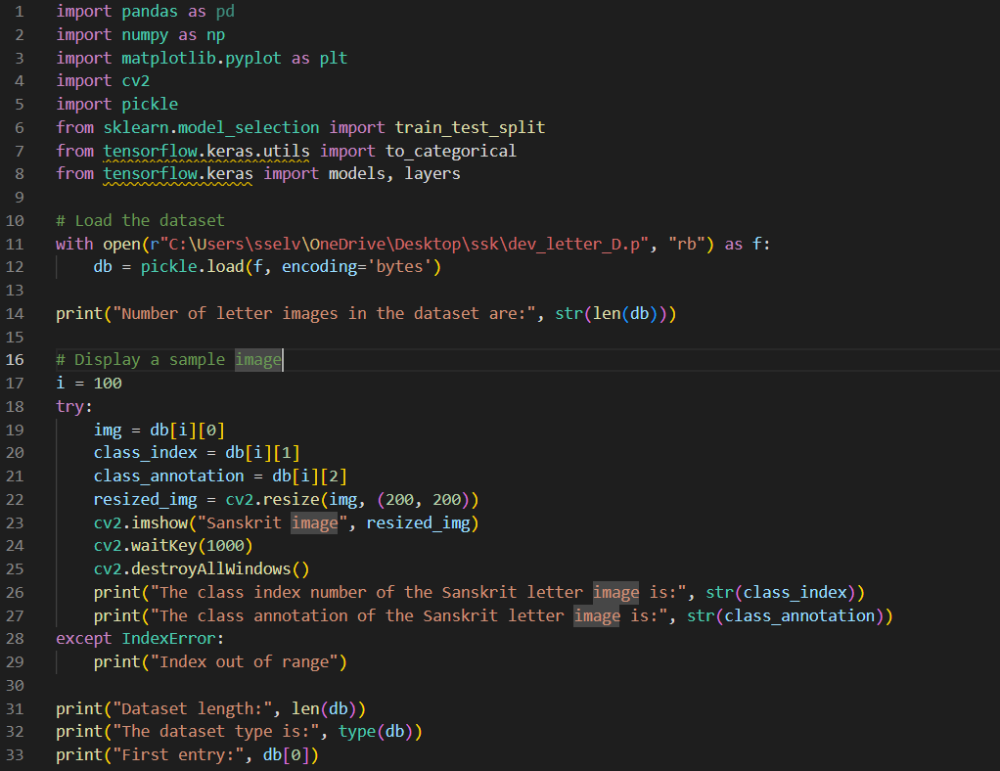 1 import pandas as pd
2 import numpy as np
3 import matplotlib.pyplot as plt
4 import cv2
5 import pickle
6 from sklearn.model_selection import train_test_split
7 from tensorflow.keras.utils import to_categorical
8 from tensorflow.keras import models, layers
9
10 # Load the dataset
11 with open(r"C:\Users\sselv\OneDrive\Desktop\ssk\dev_letter_D.p", "rb") as f:
12     db = pickle.load(f, encoding='bytes')
13
14 print("Number of letter images in the dataset are:", str(len(db)))
15
16 # Display a sample image
17 i = 100
18 try:
19     img = db[i][0]
20     class_index = db[i][1]
21     class_annotation = db[i][2]
22     resized_img = cv2.resize(img, (200, 200))
23     cv2.imshow("Sanskrit image", resized_img)
24     cv2.waitKey(1000)
25     cv2.destroyAllWindows()
26     print("The class index number of the Sanskrit letter image is:", str(class_index))
27     print("The class annotation of the Sanskrit letter image is:", str(class_annotation))
28 except IndexError:
29     print("Index out of range")
30
31 print("Dataset length:", len(db))
32 print("The dataset type is:", type(db))
33 print("First entry:", db[0])